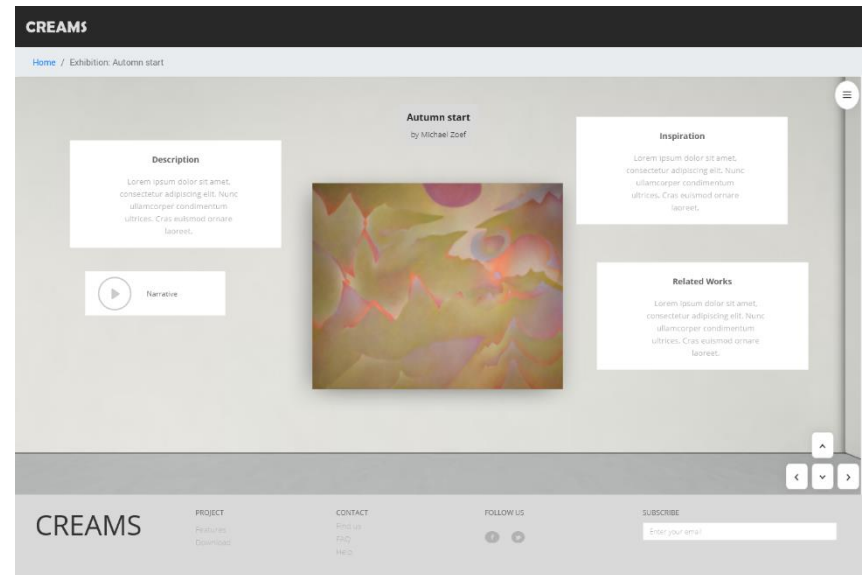 CREAMS
Home / Exhibition: Automn start
Autumn start
by Michael Zoef
Description
Lorem ipsum dolor sit amet,
consectetur adipiscing elit. Nunc
ullamcorper condimentum
ultrices. Cras euismod ornare
laoreet.
Narrative
Inspiration
Lorem ipsum dolor sit amet,
consectetur adipiscing elit. Nunc
ullamcorper condimentum
ultrices. Cras euismod ornare
laoreet.
Related Works
Lorem ipsum dolor sit amet,
consectetur adipiscing elit. Nunc
ullamcorper condimentum
ultrices. Cras euismod ornare
laoreet.
CREAMS
PROJECT
Features
Download
CONTACT
Find us
FAQ
Help
FOLLOW US
SUBSCRIBE
Enter your email